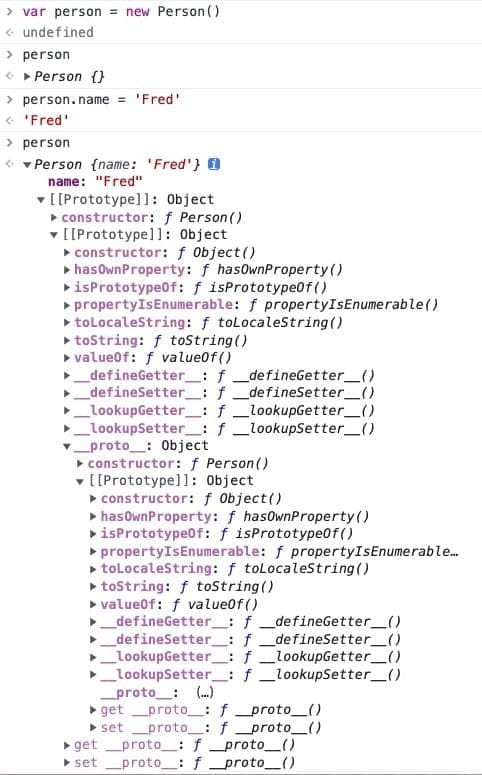 > var person = new Person()
< undefined
> person
< ▶ Person {}
> person.name = 'Fred'
< 'Fred'
> person
< ▼ Person {name: 'Fred'} i
name: "Fred"
▼ [[Prototype]]: Object
▶ constructor: ƒ Person()
▼ [[Prototype]]: Object
▶ constructor: ƒ Object()
▶ hasOwnProperty: ƒ hasOwnProperty()
▶ isPrototypeOf: ƒ isPrototypeOf()
▶ propertyIsEnumerable: ƒ propertyIsEnumerable()
▶ toLocaleString: ƒ toLocaleString()
▶ toString: ƒ toString()
▶ valueOf: ƒ valueOf()
▶ __defineGetter__: ƒ __defineGetter__()
▶ __defineSetter__: ƒ __defineSetter__()
▶ __lookupGetter__: ƒ __lookupGetter__()
▶ __lookupSetter__: ƒ __lookupSetter__()
▼ __proto__: Object
▶ constructor: ƒ Person()
▼ [[Prototype]]: Object
▶ constructor: ƒ Object()
▶ hasOwnProperty: ƒ hasOwnProperty()
▶ isPrototypeOf: ƒ isPrototypeOf()
▶ propertyIsEnumerable: ƒ propertyIsEnumerable…
▶ toLocaleString: ƒ toLocaleString()
▶ toString: ƒ toString()
▶ valueOf: ƒ valueOf()
▶ __defineGetter__: ƒ __defineGetter__()
▶ __defineSetter__: ƒ __defineSetter__()
▶ __lookupGetter__: ƒ __lookupGetter__()
▶ __lookupSetter__: ƒ __lookupSetter__()
__proto__: (…)
▶ get __proto__: ƒ __proto__()
▶ set __proto__: ƒ __proto__()
▶ get __proto__: ƒ __proto__()
▶ set __proto__: ƒ __proto__()